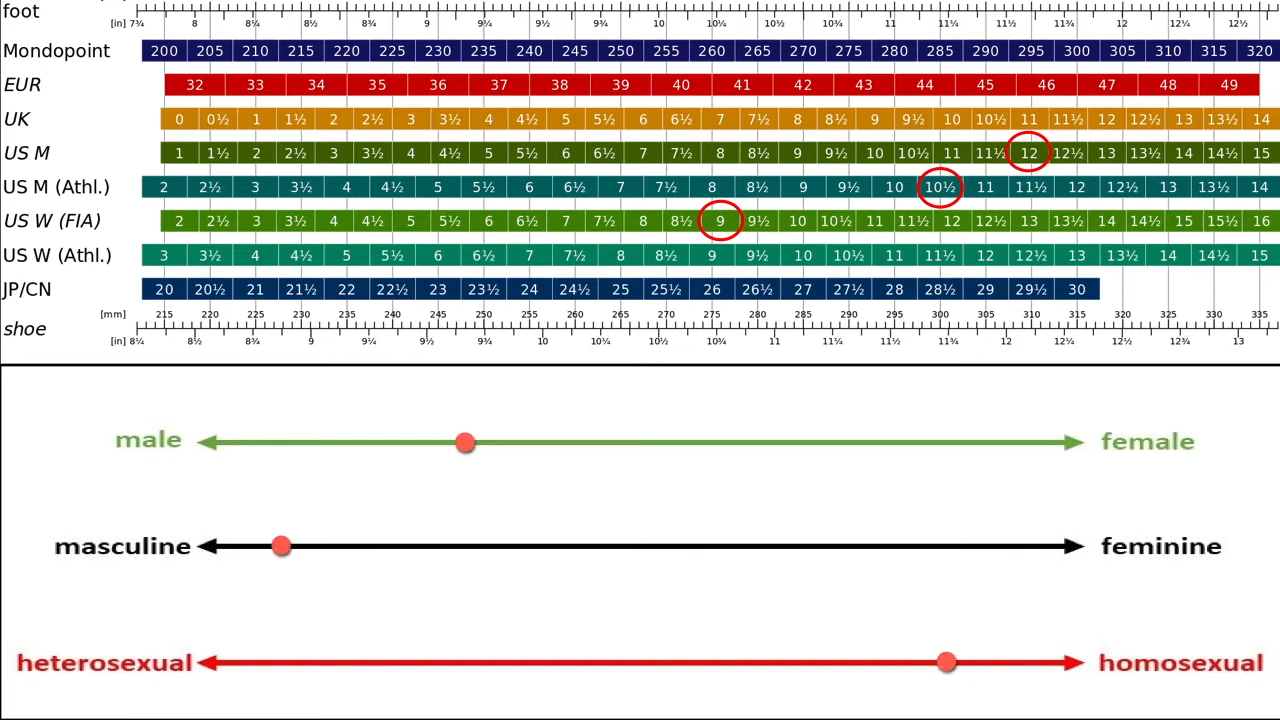 foot
[in] 7¾ 8 8¼ 8½ 8¾ 9 9¼ 9½ 9¾ 10 10¼ 10½ 10¾ 11 11¼ 11½ 11¾ 12 12¼ 12½
Mondopoint 200 205 210 215 220 225 230 235 240 245 250 255 260 265 270 275 280 285 290 295 300 305 310 315 320
EUR 32 33 34 35 36 37 38 39 40 41 42 43 44 45 46 47 48 49
UK 0 0½ 1 1½ 2 2½ 3 3½ 4 4½ 5 5½ 6 6½ 7 7½ 8 8½ 9 9½ 10 10½ 11 11½ 12 12½ 13 13½ 14
US M 1 1½ 2 2½ 3 3½ 4 4½ 5 5½ 6 6½ 7 7½ 8 8½ 9 9½ 10 10½ 11 11½ 12 12½ 13 13½ 14 14½ 15
US M (Athl.) 2 2½ 3 3½ 4 4½ 5 5½ 6 6½ 7 7½ 8 8½ 9 9½ 10 10½ 11 11½ 12 12½ 13 13½ 14
US W (FIA) 2 2½ 3 3½ 4 4½ 5 5½ 6 6½ 7 7½ 8 8½ 9 9½ 10 10½ 11 11½ 12 12½ 13 13½ 14 14½ 15 15½ 16
US W (Athl.) 3 3½ 4 4½ 5 5½ 6 6½ 7 7½ 8 8½ 9 9½ 10 10½ 11 11½ 12 12½ 13 13½ 14 14½ 15
JP/CN 20 20½ 21 21½ 22 22½ 23 23½ 24 24½ 25 25½ 26 26½ 27 27½ 28 28½ 29 29½ 30
[mm] 215 220 225 230 235 240 245 250 255 260 265 270 275 280 285 290 295 300 305 310 315 320 325 330 335
shoe
[in] 8¼ 8½ 8¾ 9 9¼ 9½ 9¾ 10 10¼ 10½ 10¾ 11 11¼ 11½ 11¾ 12 12¼ 12½ 12¾ 13
male female
masculine feminine
heterosexual homosexual